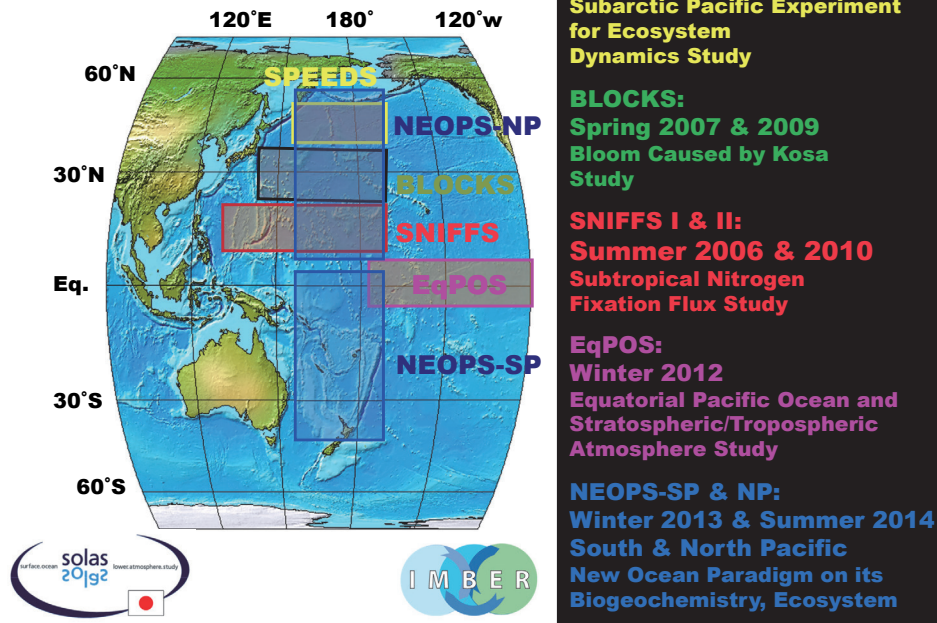 120˚E 180˚ 120˚w
60˚N
30˚N
Eq.
30˚S
60˚S
SPEEDS
NEOPS-NP
BLOCKS
SNIFFS
EqPOS
NEOPS-SP
surface.ocean solas lower.atmosphere.study
IMBER
Subarctic Pacific Experiment
for Ecosystem
Dynamics Study
BLOCKS:
Spring 2007 & 2009
Bloom Caused by Kosa
Study
SNIFFS I & II:
Summer 2006 & 2010
Subtropical Nitrogen
Fixation Flux Study
EqPOS:
Winter 2012
Equatorial Pacific Ocean and
Stratospheric/Tropospheric
Atmosphere Study
NEOPS-SP & NP:
Winter 2013 & Summer 2014
South & North Pacific
New Ocean Paradigm on its
Biogeochemistry, Ecosystem